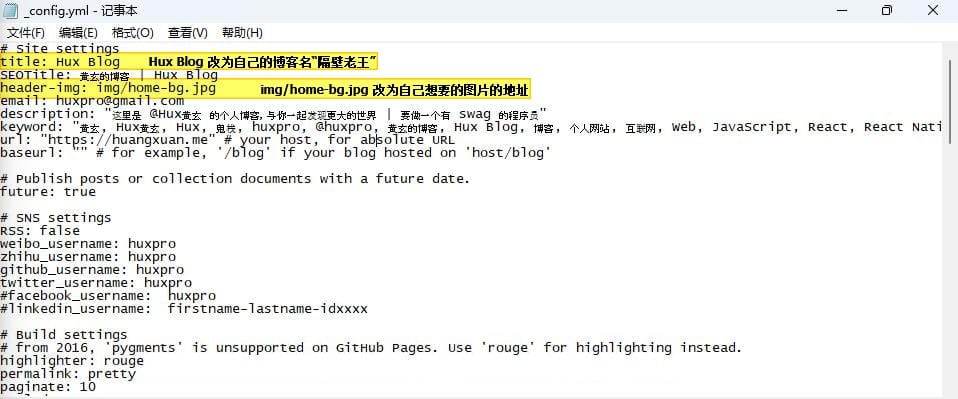 _config.yml - 记事本
文件(F) 编辑(E) 格式(O) 查看(V) 帮助(H)
# Site settings
title: Hux Blog Hux Blog 改为自己的博客名"隔壁老王"
SEOTitle: 黄玄的博客 | Hux Blog
header-img: img/home-bg.jpg img/home-bg.jpg 改为自己想要的图片的地址
email: huxpro@gmail.com
description: "这里是 @Hux黄玄 的个人博客,与你一起发现更大的世界 | 要做一个有 swag 的程序员"
keyword: "黄玄, Hux黄玄, Hux, 鬼栈, huxpro, @huxpro, 黄玄的博客, Hux Blog, 博客, 个人网站, 互联网, Web, JavaScript, React, React Nati
url: "https://huangxuan.me" # your host, for absolute URL
baseurl: "" # for example, '/blog' if your blog hosted on 'host/blog'
# Publish posts or collection documents with a future date.
future: true
# SNS settings
RSS: false
weibo_username: huxpro
zhihu_username: huxpro
github_username: huxpro
twitter_username: huxpro
#facebook_username: huxpro
#linkedin_username: firstname-lastname-idxxxx
# Build settings
# from 2016, 'pygments' is unsupported on GitHub Pages. Use 'rouge' for highlighting instead.
highlighter: rouge
permalink: pretty
paginate: 10